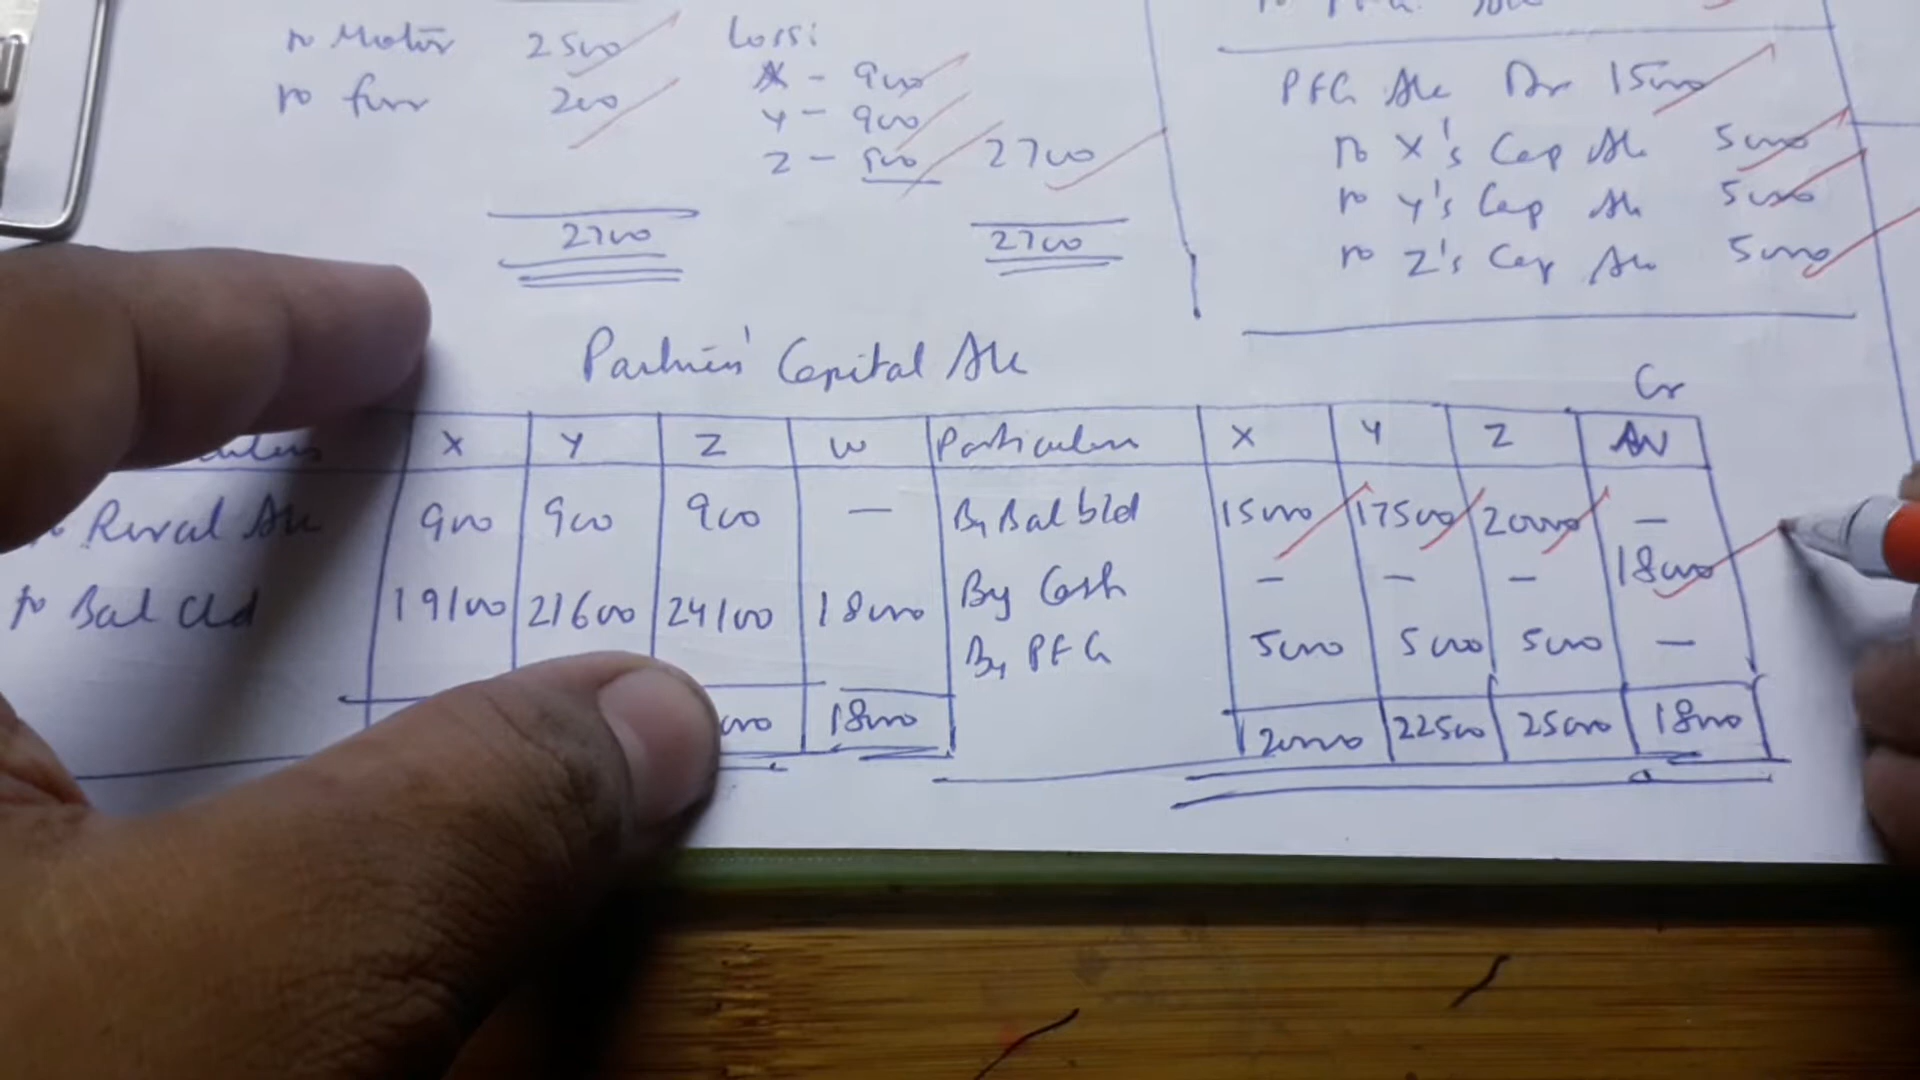 To Motor 2500 Loss:
X - 900
To furn 200
Y - 900
Z - 900 2700
2700 2700
PFG A/c Dr 15000
To X's Cap A/c 5000
To Y's Cap A/c 5000
To Z's Cap A/c 5000
Partners' Capital A/c
Cr
X Y Z W Particulars X Y Z W
Reval A/c 900 900 900 — By Bal b/d 15000 17500 20000 —
To Bal c/d 19100 21600 24100 18000 By Cash — — — 18000
By PFG 5000 5000 5000 —
18000 20000 22500 25000 18000